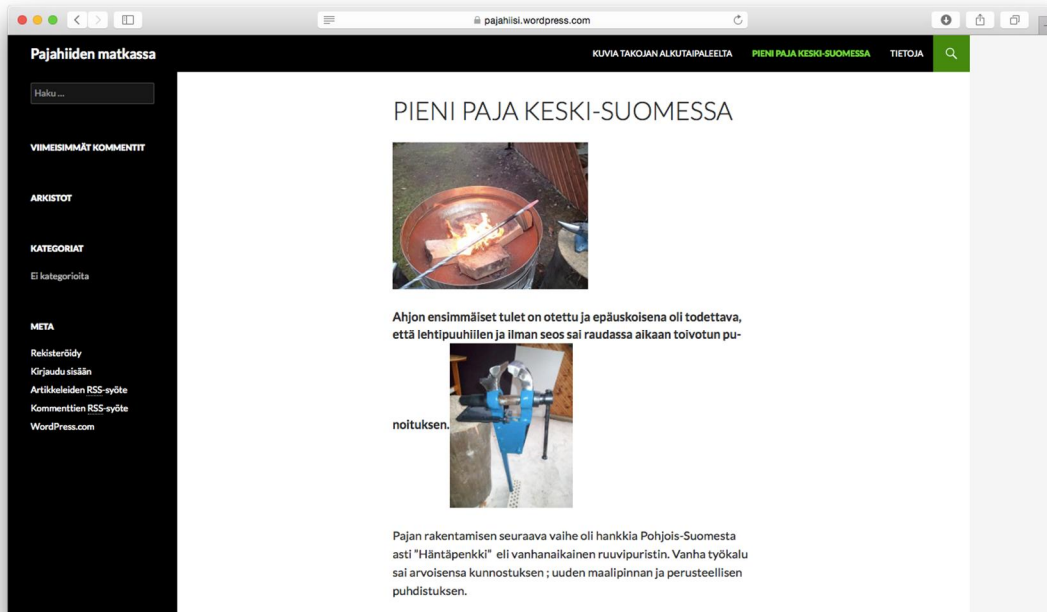 pajahiisi.wordpress.com
Pajahiiden matkassa
KUVIA TAKOJAN ALKUTAIPALEELTA
PIENI PAJA KESKI-SUOMESSA
TIETOJA
Haku ...
VIIMEISIMMÄT KOMMENTIT
ARKISTOT
KATEGORIAT
Ei kategorioita
META
Rekisteröidy
Kirjaudu sisään
Artikkeleiden RSS-syöte
Kommenttien RSS-syöte
WordPress.com
PIENI PAJA KESKI-SUOMESSA
Ahjon ensimmäiset tulet on otettu ja epäuskoisena oli todettava,
että lehtipuuhiilen ja ilman seos sai raudassa aikaan toivotun pu-
noituksen.
Pajan rakentamisen seuraava vaihe oli hankkia Pohjois-Suomesta
asti "Häntäpenkki" eli vanhanaikainen ruuvipuristin. Vanha työkalu
sai arvoisensa kunnostuksen ; uuden maalipinnan ja perusteellisen
puhdistuksen.